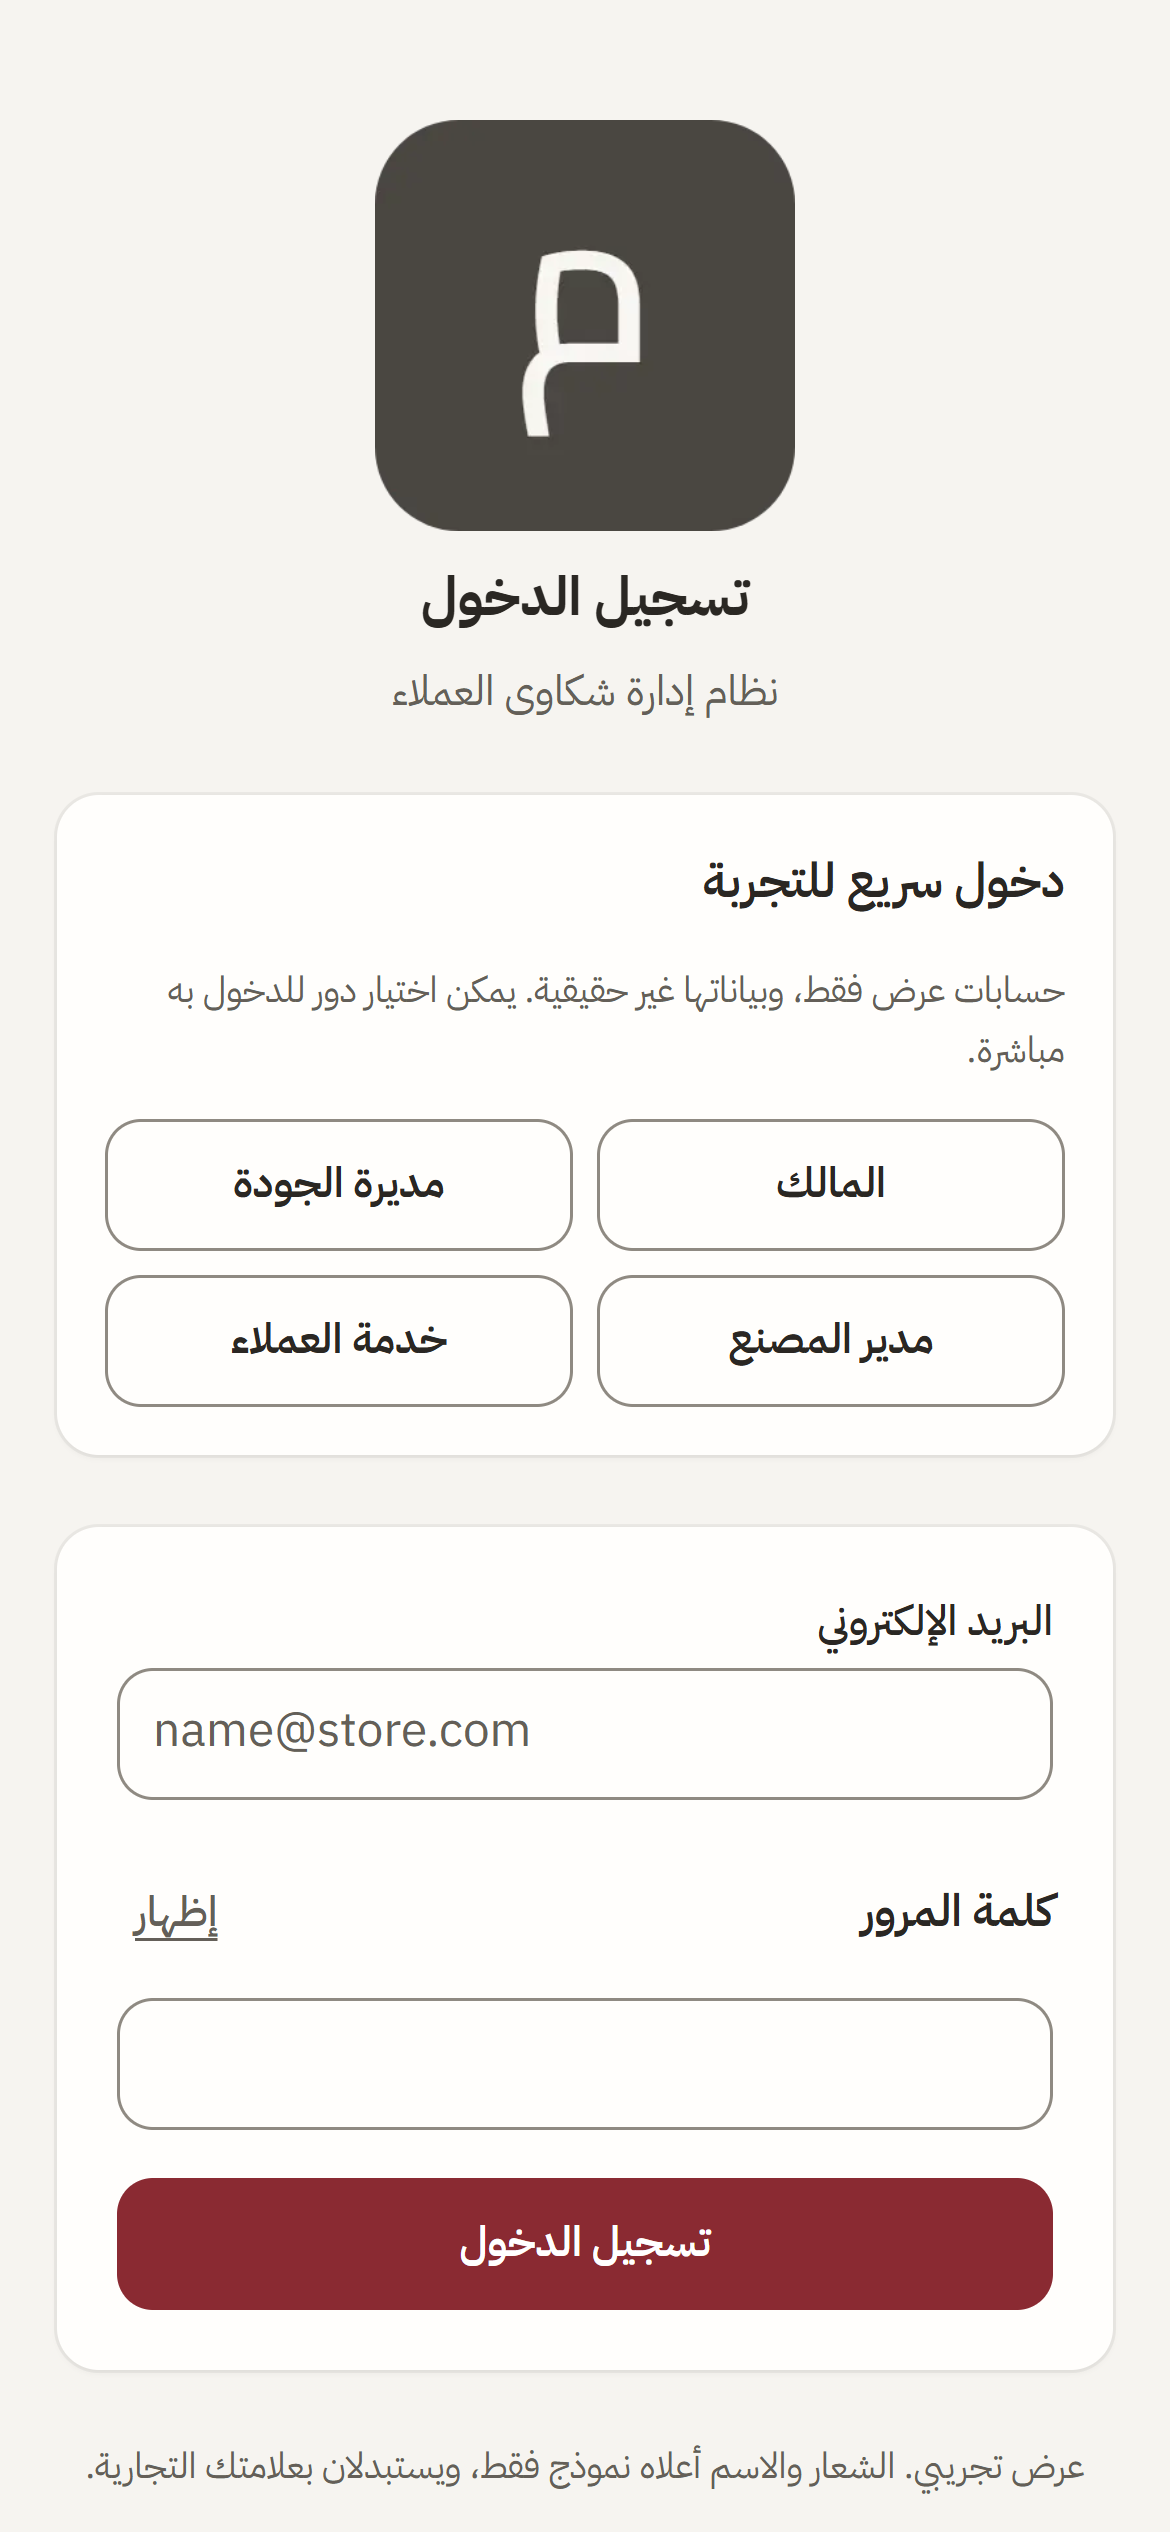 م
تسجيل الدخول
نظام إدارة شكاوى العملاء
دخول سريع للتجربة
حسابات عرض فقط، وبياناتها غير حقيقية. يمكن اختيار دور للدخول به
مباشرة.
المالك
مديرة الجودة
مدير المصنع
خدمة العملاء
البريد الإلكتروني
name@store.com
كلمة المرور
إظهار
تسجيل الدخول
عرض تجريبي. الشعار والاسم أعلاه نموذج فقط، ويستبدلان بعلامتك التجارية.